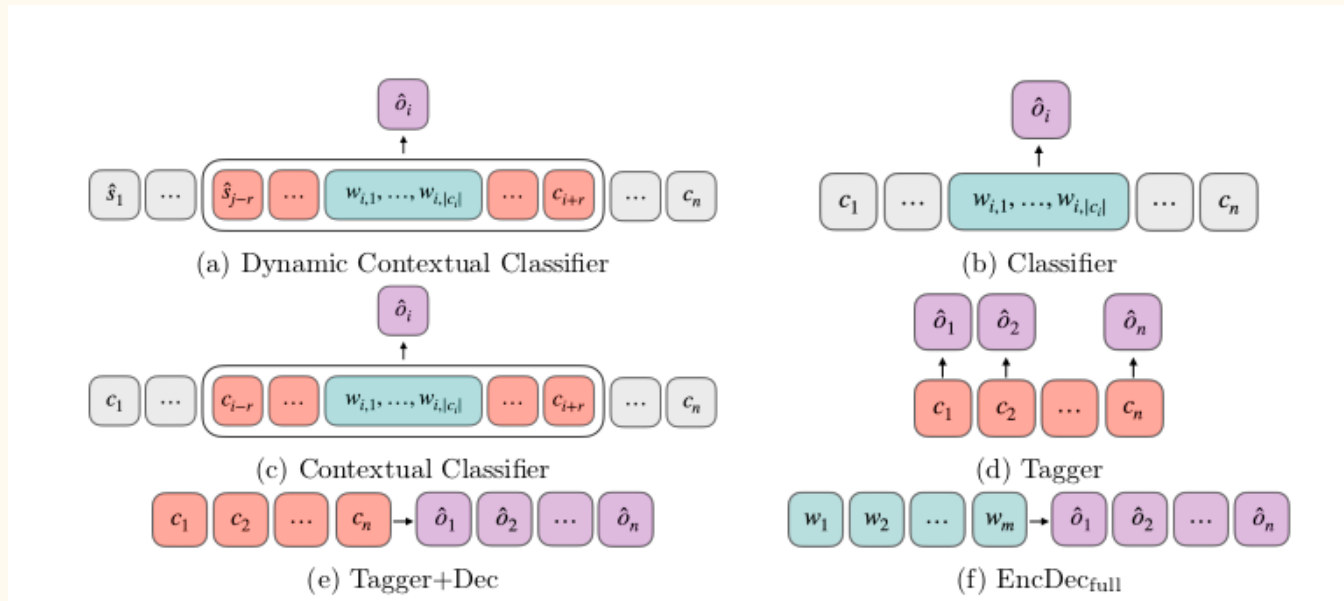 ô_i
ŝ_1 … ŝ_{j−r} … w_{i,1}, …, w_{i,|c_i|} … c_{i+r} … c_n
(a) Dynamic Contextual Classifier
ô_i
c_1 … w_{i,1}, …, w_{i,|c_i|} … c_n
(b) Classifier
ô_i
c_1 … c_{i−r} … w_{i,1}, …, w_{i,|c_i|} … c_{i+r} … c_n
(c) Contextual Classifier
ô_1 ô_2 ô_n
c_1 c_2 … c_n
(d) Tagger
c_1 c_2 … c_n → ô_1 ô_2 … ô_n
(e) Tagger+Dec
w_1 w_2 … w_m → ô_1 ô_2 … ô_n
(f) EncDec_full